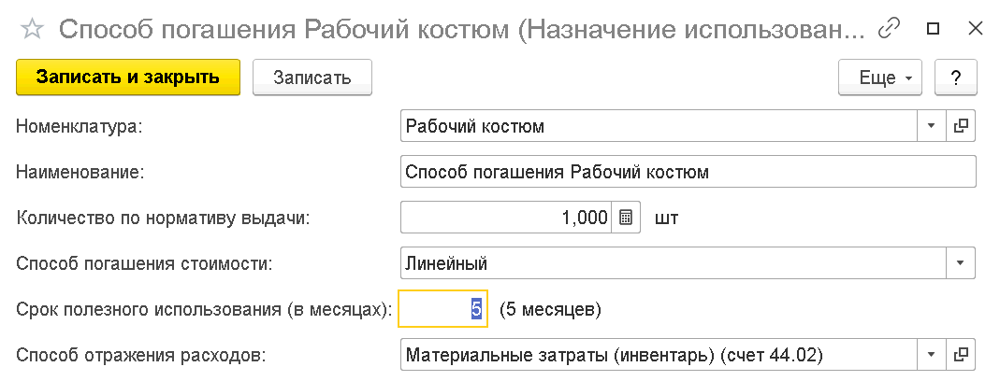 Способ погашения Рабочий костюм (Назначение использован...
Записать и закрыть Записать Еще ?
Номенклатура: Рабочий костюм
Наименование: Способ погашения Рабочий костюм
Количество по нормативу выдачи: 1,000 шт
Способ погашения стоимости: Линейный
Срок полезного использования (в месяцах): 5 (5 месяцев)
Способ отражения расходов: Материальные затраты (инвентарь) (счет 44.02)